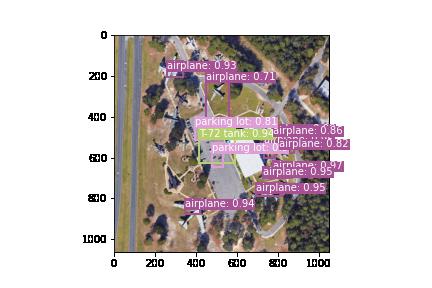 0
200
400
600
800
1000
airplane: 0.93
airplane: 0.71
parking lot: 0.81
T-72 tank: 0.94
airplane: 0.86
airplane: 0.82
parking lot: 0.
airplane: 0.97
airplane: 0.95
airplane: 0.95
airplane: 0.94
0 200 400 600 800 1000